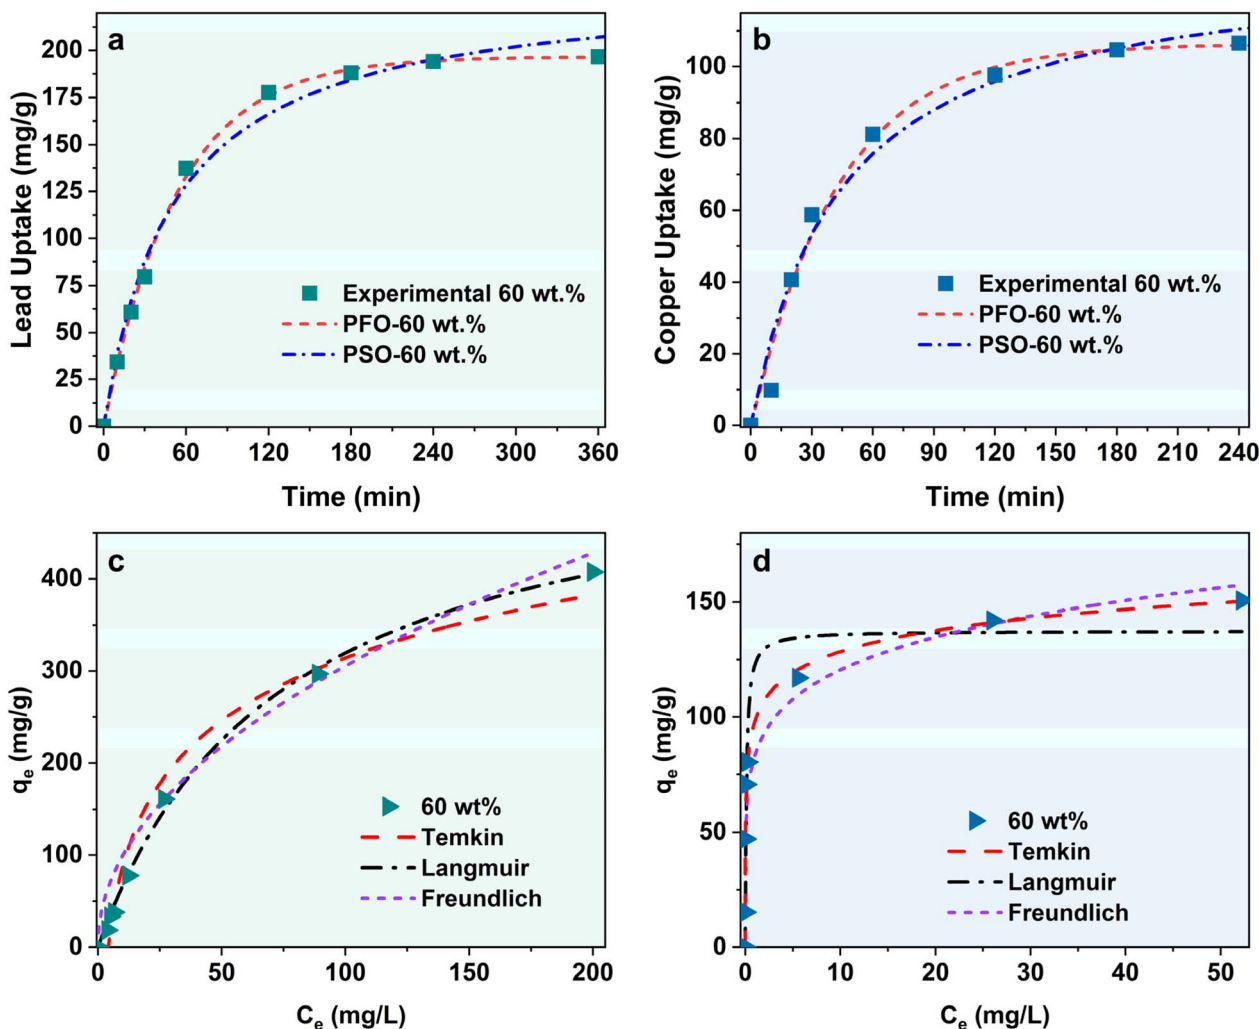 a
Lead Uptake (mg/g)
200
175
150
125
100
75
50
25
0
Experimental 60 wt.%
PFO-60 wt.%
PSO-60 wt.%
0 60 120 180 240 300 360
Time (min)
b
Copper Uptake (mg/g)
100
80
60
40
20
0
Experimental 60 wt.%
PFO-60 wt.%
PSO-60 wt.%
0 30 60 90 120 150 180 210 240
Time (min)
c
qe (mg/g)
400
300
200
100
0
60 wt%
Temkin
Langmuir
Freundlich
0 50 100 150 200
Ce (mg/L)
d
qe (mg/g)
150
100
50
0
60 wt%
Temkin
Langmuir
Freundlich
0 10 20 30 40 50
Ce (mg/L)